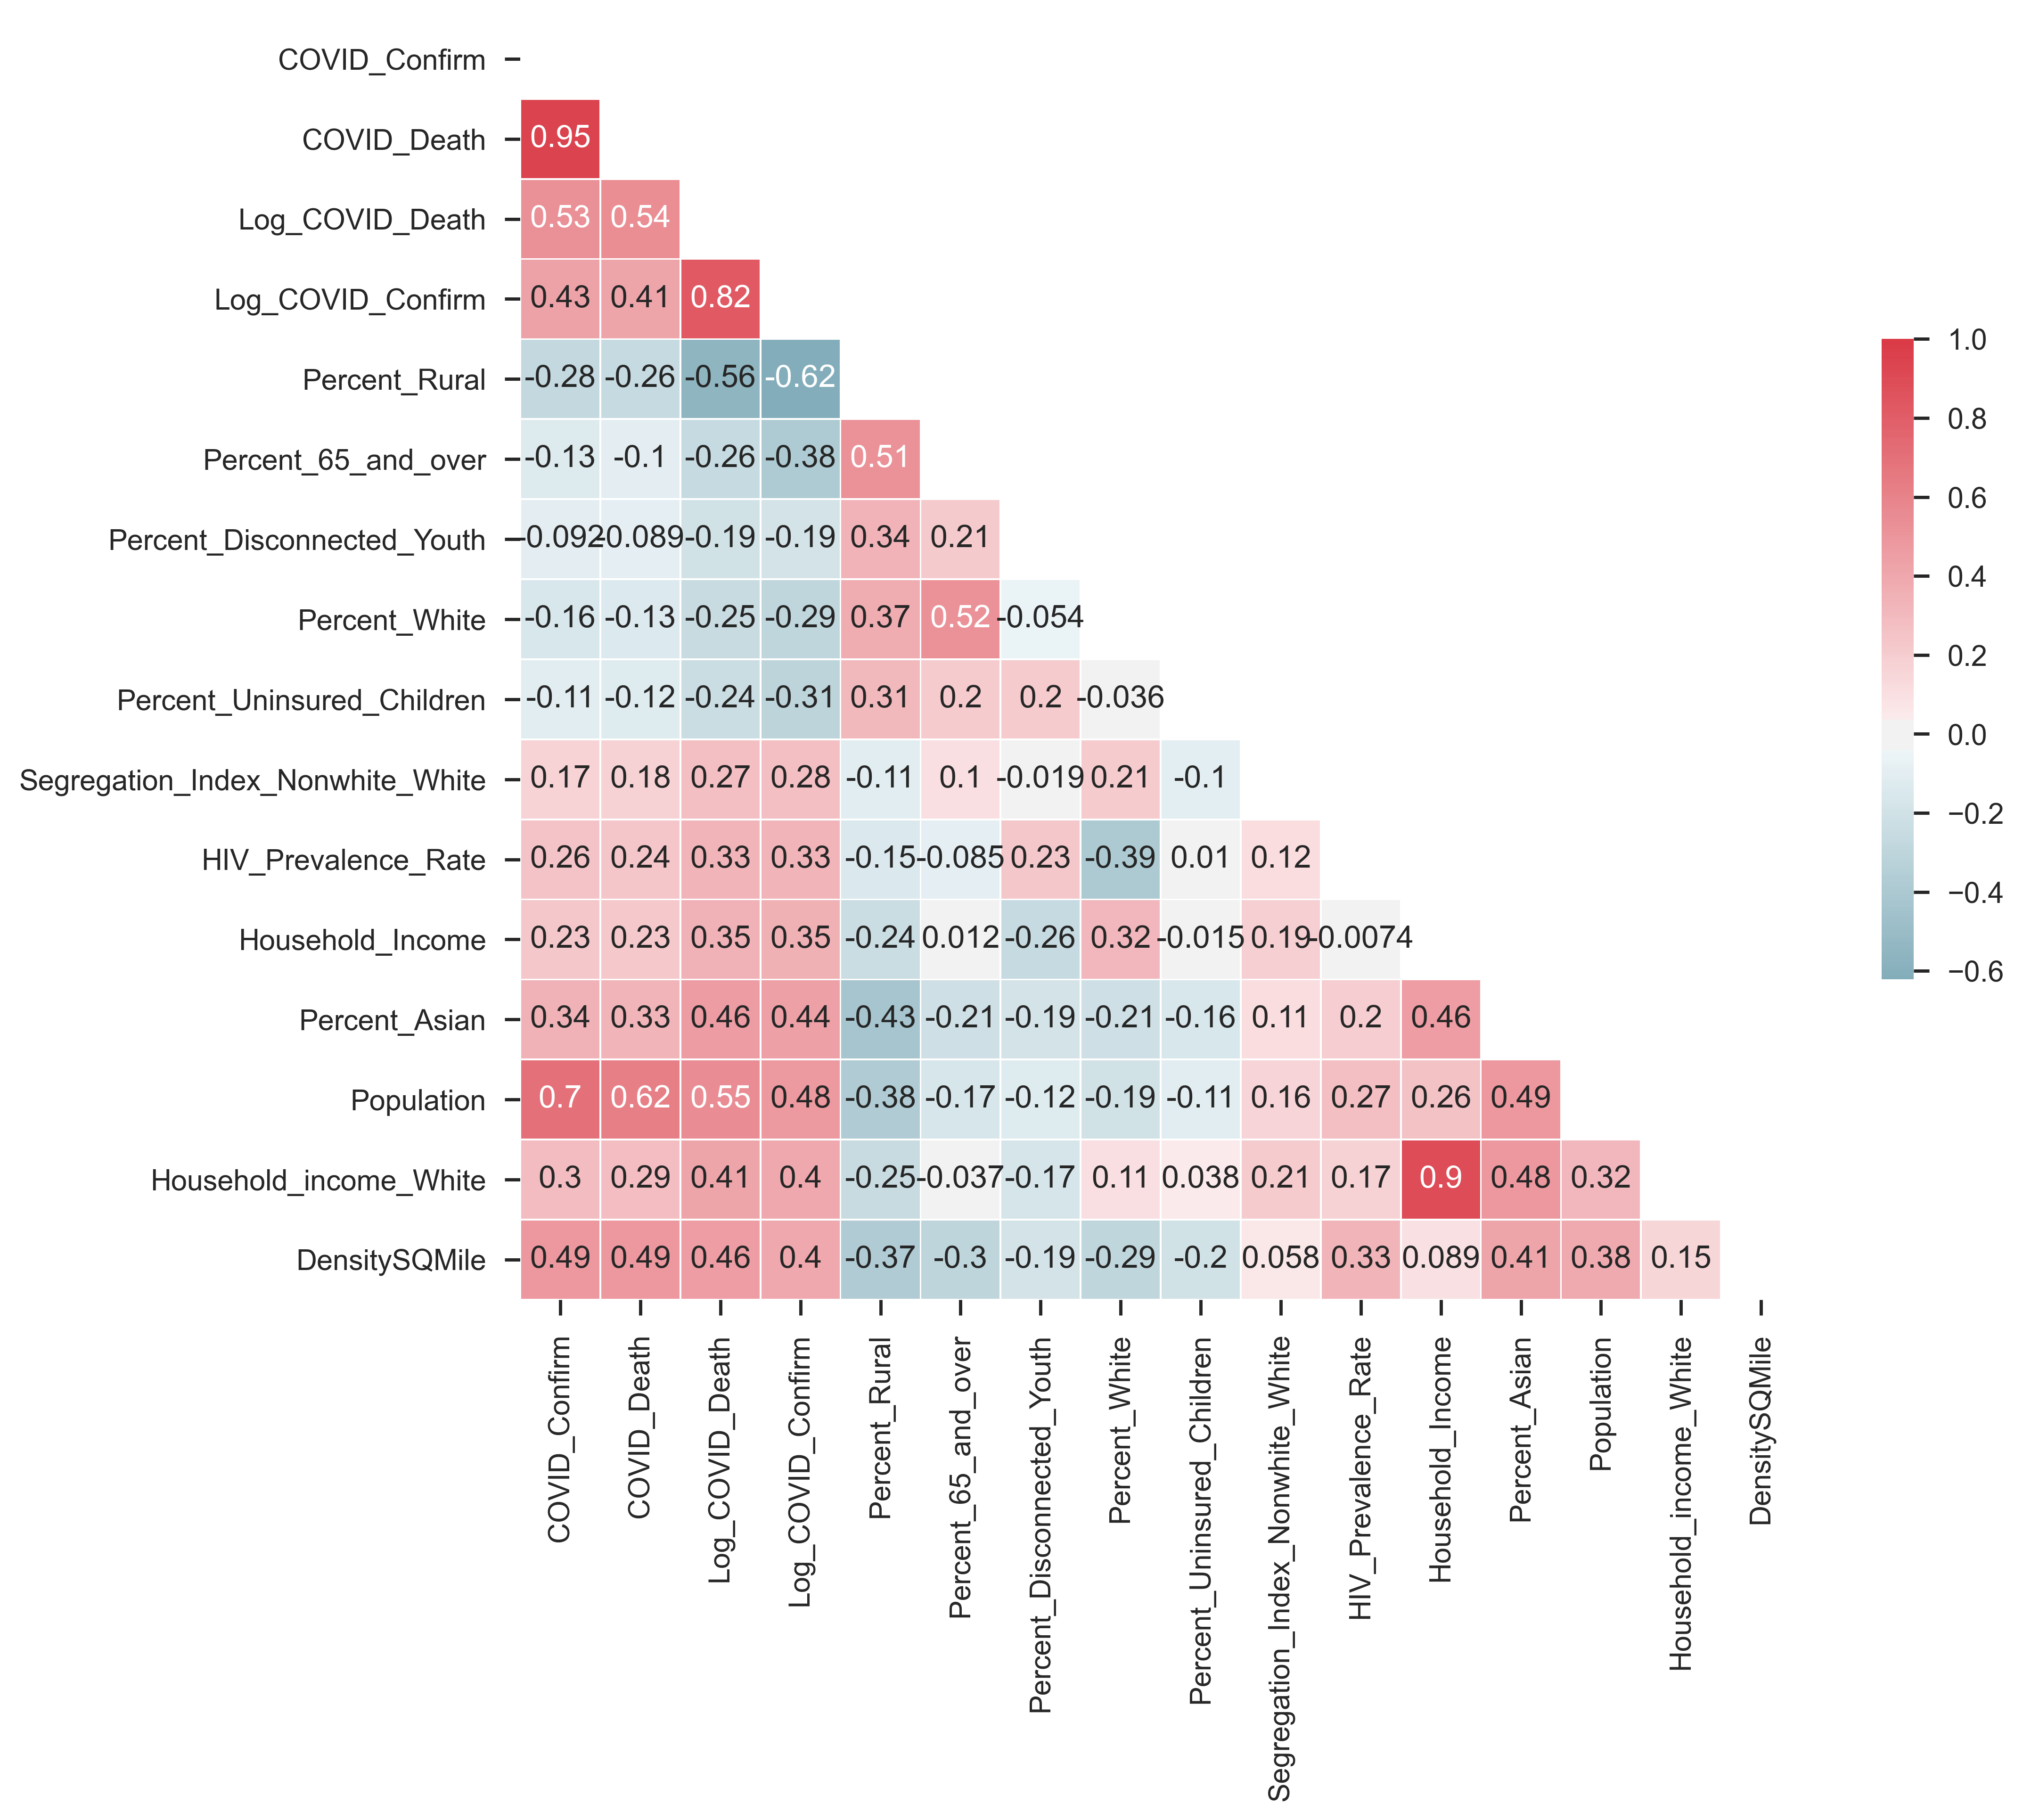 COVID_Confirm
COVID_Death 0.95
Log_COVID_Death 0.53 0.54
Log_COVID_Confirm 0.43 0.41 0.82
Percent_Rural -0.28 -0.26 -0.56 -0.62
Percent_65_and_over -0.13 -0.1 -0.26 -0.38 0.51
Percent_Disconnected_Youth -0.092 -0.089 -0.19 -0.19 0.34 0.21
Percent_White -0.16 -0.13 -0.25 -0.29 0.37 0.52 -0.054
Percent_Uninsured_Children -0.11 -0.12 -0.24 -0.31 0.31 0.2 0.2 -0.036
Segregation_Index_Nonwhite_White 0.17 0.18 0.27 0.28 -0.11 0.1 -0.019 0.21 -0.1
HIV_Prevalence_Rate 0.26 0.24 0.33 0.33 -0.15 -0.085 0.23 -0.39 0.01 0.12
Household_Income 0.23 0.23 0.35 0.35 -0.24 0.012 -0.26 0.32 -0.015 0.19 -0.0074
Percent_Asian 0.34 0.33 0.46 0.44 -0.43 -0.21 -0.19 -0.21 -0.16 0.11 0.2 0.46
Population 0.7 0.62 0.55 0.48 -0.38 -0.17 -0.12 -0.19 -0.11 0.16 0.27 0.26 0.49
Household_income_White 0.3 0.29 0.41 0.4 -0.25 -0.037 -0.17 0.11 0.038 0.21 0.17 0.9 0.48 0.32
DensitySQMile 0.49 0.49 0.46 0.4 -0.37 -0.3 -0.19 -0.29 -0.2 0.058 0.33 0.089 0.41 0.38 0.15
COVID_Confirm
COVID_Death
Log_COVID_Death
Log_COVID_Confirm
Percent_Rural
Percent_65_and_over
Percent_Disconnected_Youth
Percent_White
Percent_Uninsured_Children
Segregation_Index_Nonwhite_White
HIV_Prevalence_Rate
Household_Income
Percent_Asian
Population
Household_income_White
DensitySQMile
1.0
0.8
0.6
0.4
0.2
0.0
−0.2
−0.4
−0.6